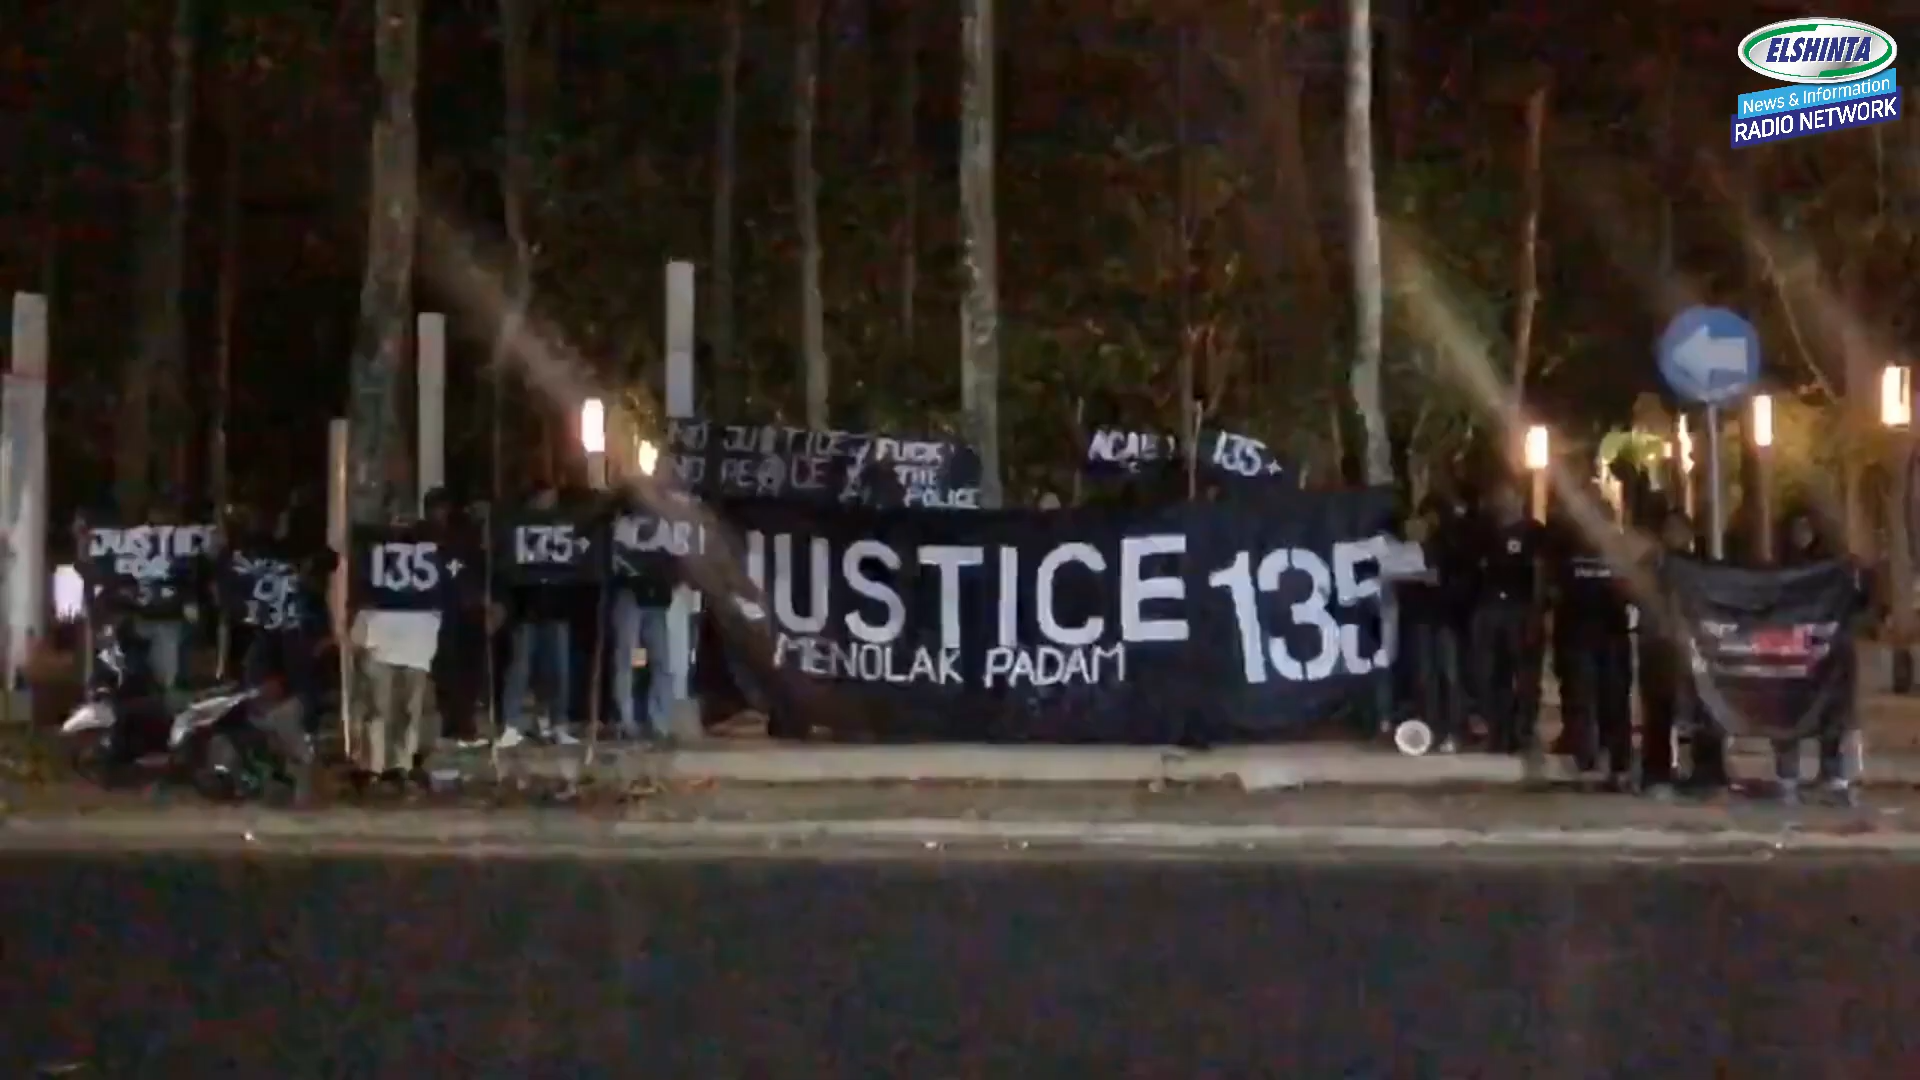 ELSHINTA
News & Information
RADIO NETWORK
NO JUSTICE
NO PEACE
FUCK
THE
POLICE
ACAB
135+
JUSTICE
FOR
135+
135+
ACAB
JUSTICE 135
MENOLAK PADAM